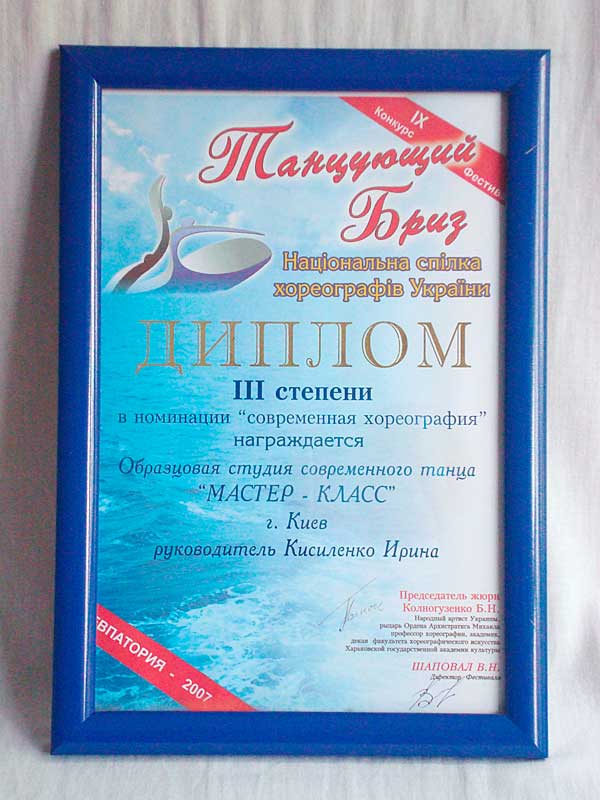 IX
Конкурс
Фестив
Танцующий
Бриз
Національна спілка
хореографів України
ДИПЛОМ
III степени
в номинации “современная хореография”
награждается
Образцовая студия современного танца
“МАСТЕР - КЛАСС”
г. Киев
руководитель Кисиленко Ирина
Председатель жюри
Колногузенко Б.Н.
Народный артист Украины,
рыцарь Ордена Архистратига Михаила,
профессор хореографии, академик,
декан факультета хореографического искусства
Харьковской государственной академии культуры
ШАПОВАЛ В.Н.
Директор Фестиваля
ЕВПАТОРИЯ - 2007